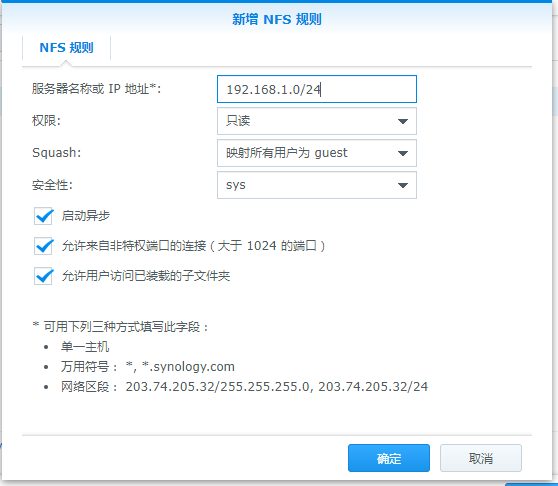 新增 NFS 规则
NFS 规则
服务器名称或 IP 地址*:
192.168.1.0/24
权限:
只读
Squash:
映射所有用户为 guest
安全性:
sys
启动异步
允许来自非特权端口的连接（大于 1024 的端口）
允许用户访问已装载的子文件夹
* 可用下列三种方式填写此字段：
• 单一主机
• 万用符号： *, *.synology.com
• 网络区段： 203.74.205.32/255.255.255.0, 203.74.205.32/24
确定
取消